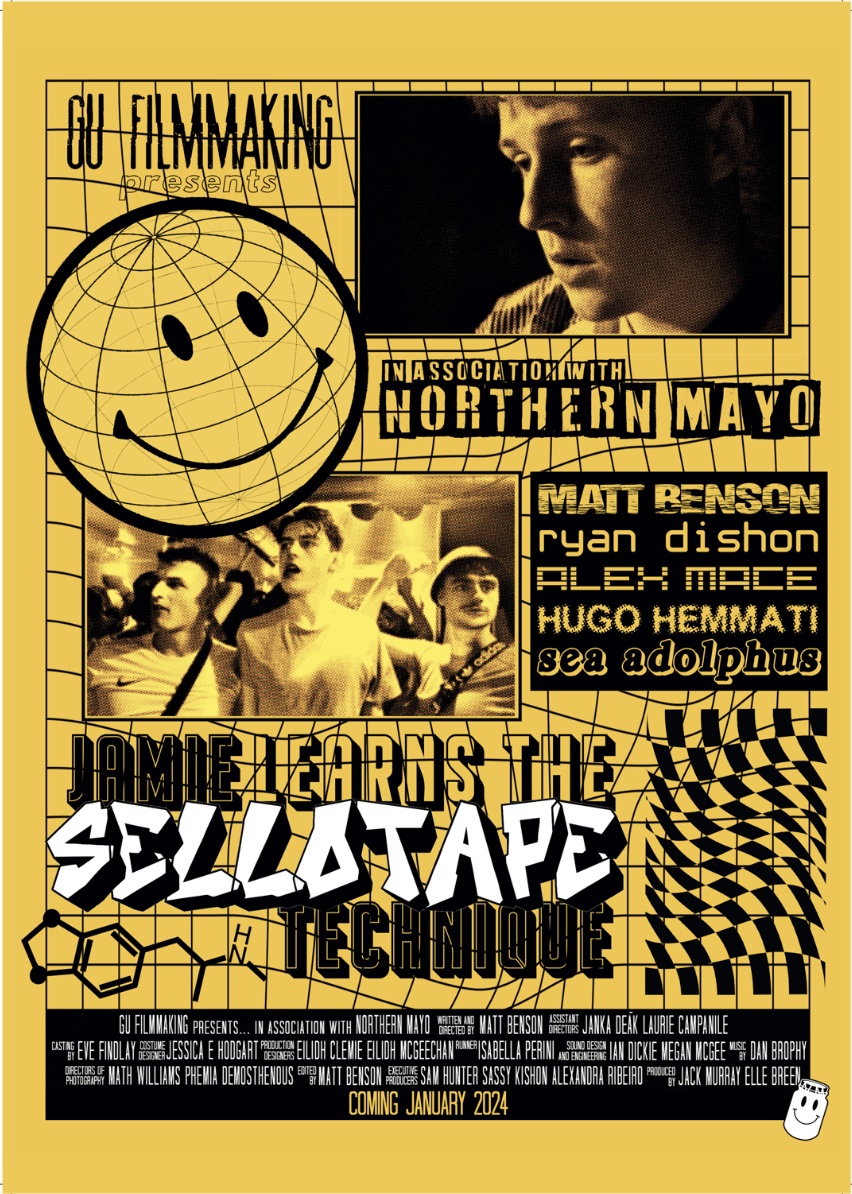 GU FILMMAKING
presents
IN ASSOCIATION WITH
NORTHERN MAYO
MATT BENSON
ryan dishon
ALEX MACE
HUGO HEMMATI
sea adolphus
JAMIE LEARNS THE
SELLOTAPE
TECHNIQUE
H
N
GU FILMMAKING PRESENTS... IN ASSOCIATION WITH NORTHERN MAYO WRITTEN AND DIRECTED BY MATT BENSON ASSISTANT DIRECTORS JANKA DEÁK LAURIE CAMPANILE
CASTING BY EVE FINDLAY COSTUME DESIGNER JESSICA E HODGART PRODUCTION DESIGNERS EILIDH CLEMIE EILIDH MCGEECHAN RUNNER ISABELLA PERINI SOUND DESIGN AND ENGINEERING IAN DICKIE MEGAN MCGEE MUSIC BY DAN BROPHY
DIRECTORS OF PHOTOGRAPHY MATH WILLIAMS PHEMIA DEMOSTHENOUS EDITED BY MATT BENSON EXECUTIVE PRODUCERS SAM HUNTER SASSY KISHON ALEXANDRA RIBEIRO PRODUCED BY JACK MURRAY ELLE BREEN
COMING JANUARY 2024